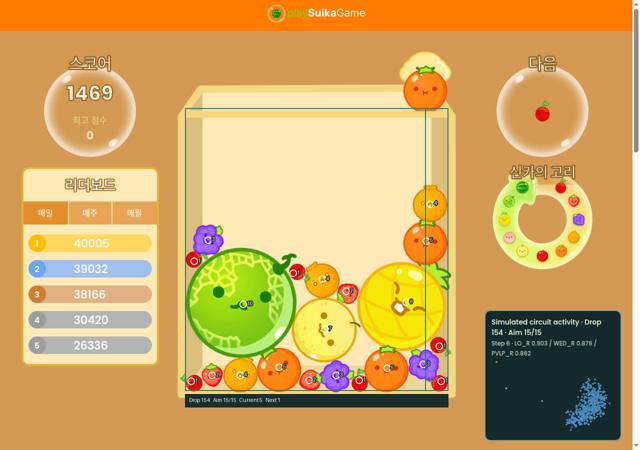 playSuikaGame
스코어
1469
최고 점수
0
리더보드
매일
매주
매월
1 40005
2 39032
3 38166
4 30420
5 26336
다음
신카의 고리
Simulated circuit activity · Drop
154 · Aim 15/15
Step 6 · LO_R 0.903 / WED_R 0.879 /
PVLP_R 0.862
Drop 154 Aim 15/15 Current 5 Next 1